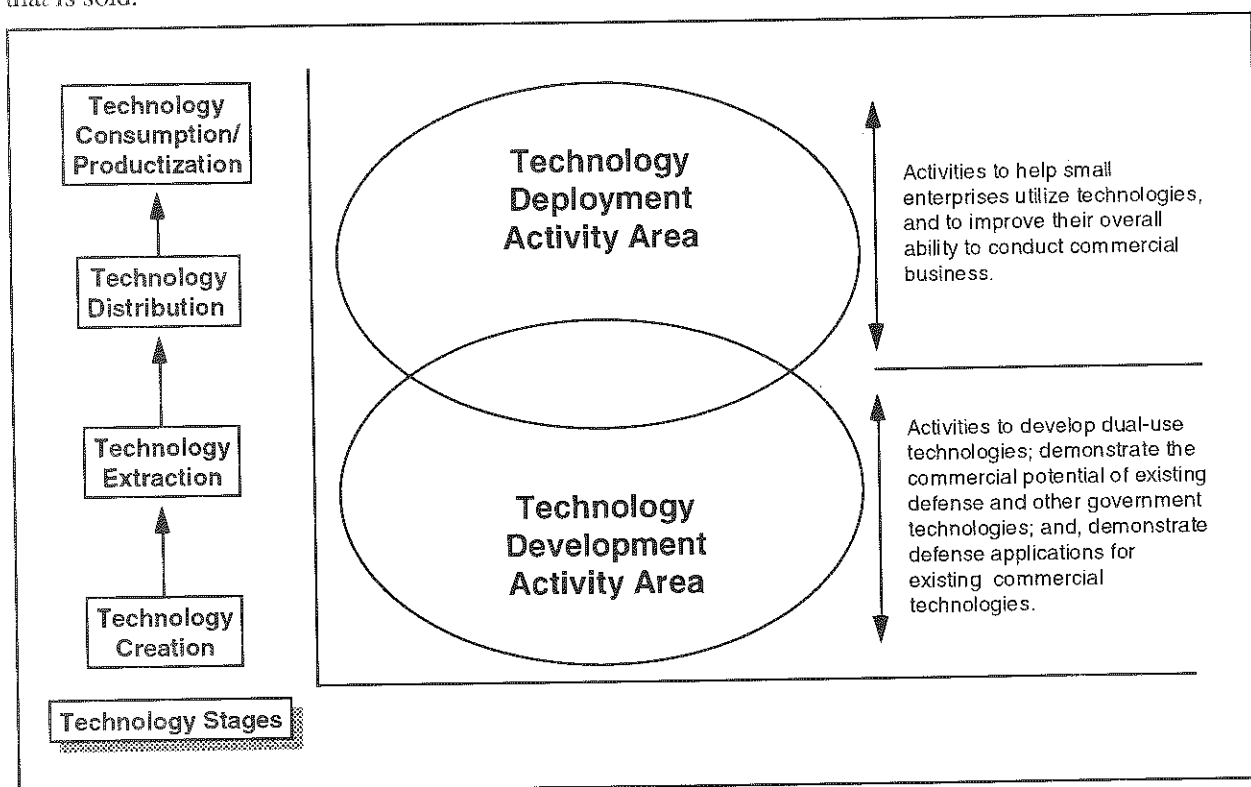 that is sold.
Technology
Consumption/
Productization
Technology
Distribution
Technology
Extraction
Technology
Creation
Technology Stages
Technology
Deployment
Activity Area
Technology
Development
Activity Area
Activities to help small
enterprises utilize technologies,
and to improve their overall
ability to conduct commercial
business.
Activities to develop dual-use
technologies; demonstrate the
commercial potential of existing
defense and other government
technologies; and, demonstrate
defense applications for
existing commercial
technologies.